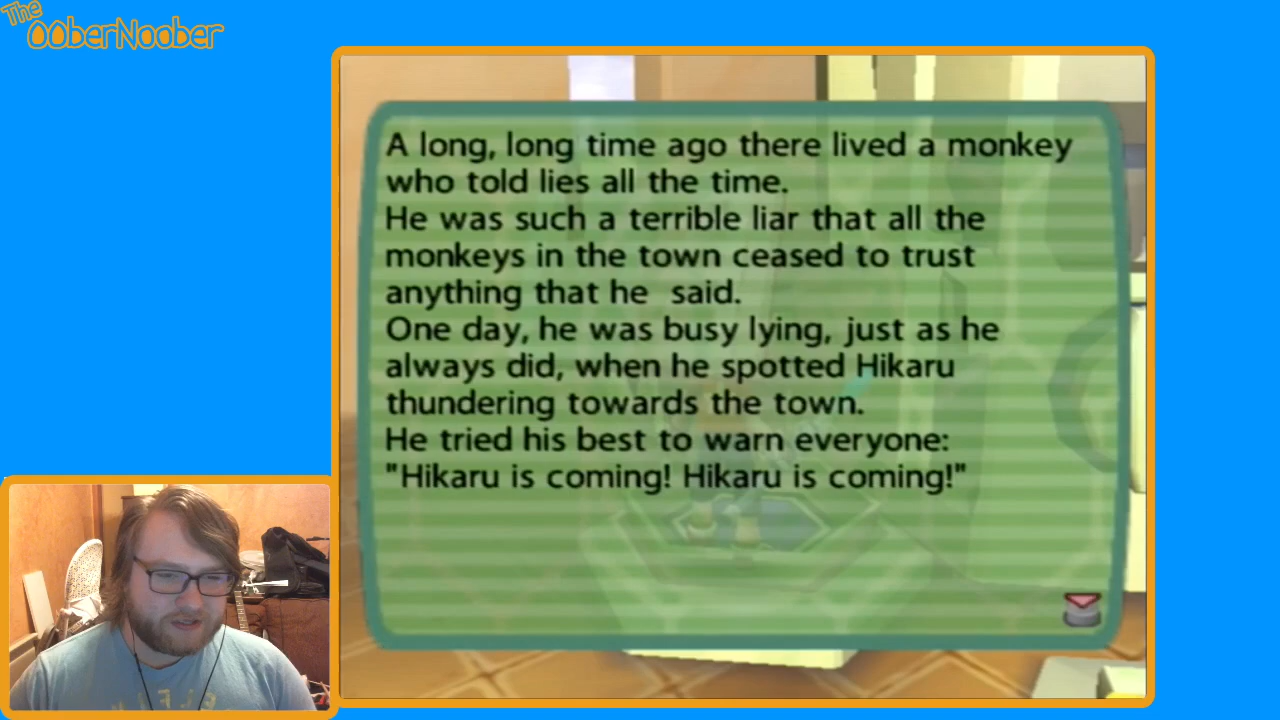 The
OOberNoober
A long, long time ago there lived a monkey
who told lies all the time.
He was such a terrible liar that all the
monkeys in the town ceased to trust
anything that he  said.
One day, he was busy lying, just as he
always did, when he spotted Hikaru
thundering towards the town.
He tried his best to warn everyone:
"Hikaru is coming! Hikaru is coming!"